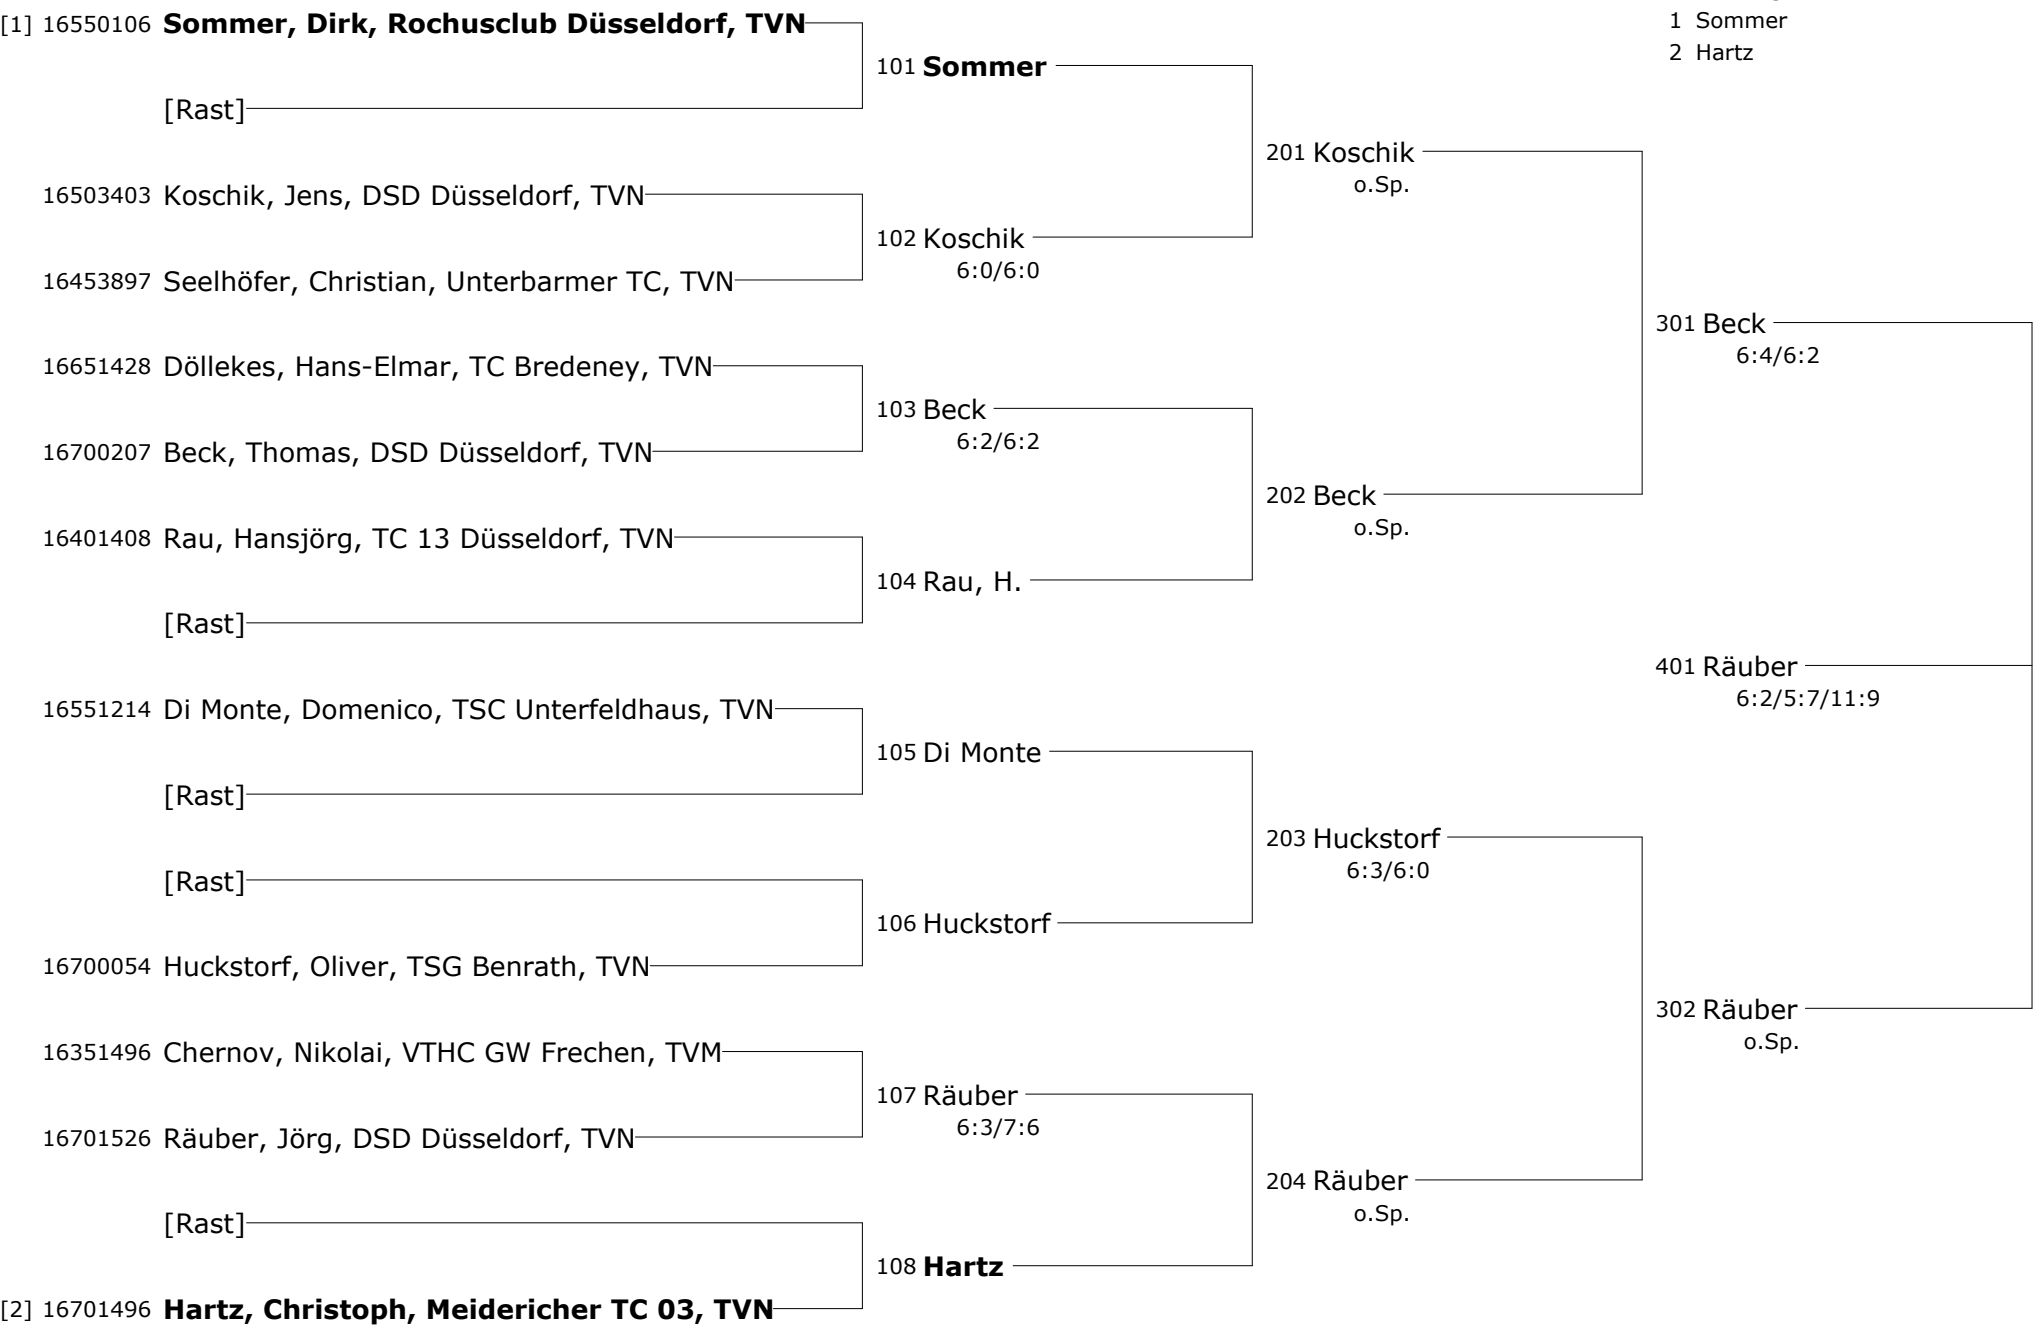 [1] 16550106 Sommer, Dirk, Rochusclub Düsseldorf, TVN
1 Sommer
2 Hartz
101 Sommer
[Rast]
201 Koschik
o.Sp.
16503403 Koschik, Jens, DSD Düsseldorf, TVN
102 Koschik
6:0/6:0
16453897 Seelhöfer, Christian, Unterbarmer TC, TVN
301 Beck
6:4/6:2
16651428 Döllekes, Hans-Elmar, TC Bredeney, TVN
103 Beck
6:2/6:2
16700207 Beck, Thomas, DSD Düsseldorf, TVN
202 Beck
o.Sp.
16401408 Rau, Hansjörg, TC 13 Düsseldorf, TVN
104 Rau, H.
[Rast]
401 Räuber
6:2/5:7/11:9
16551214 Di Monte, Domenico, TSC Unterfeldhaus, TVN
105 Di Monte
[Rast]
203 Huckstorf
6:3/6:0
[Rast]
106 Huckstorf
16700054 Huckstorf, Oliver, TSG Benrath, TVN
302 Räuber
o.Sp.
16351496 Chernov, Nikolai, VTHC GW Frechen, TVM
107 Räuber
6:3/7:6
16701526 Räuber, Jörg, DSD Düsseldorf, TVN
204 Räuber
o.Sp.
[Rast]
108 Hartz
[2] 16701496 Hartz, Christoph, Meidericher TC 03, TVN